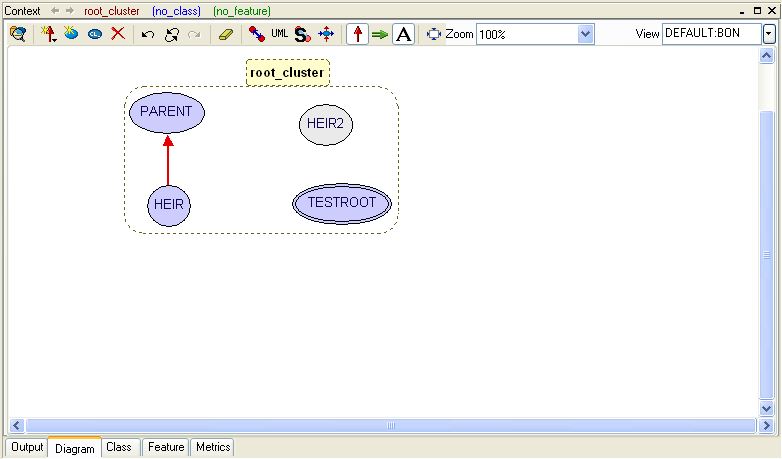 Context root_cluster (no_class) (no_feature)
CL UML S A Zoom 100% View DEFAULT:BON
root_cluster
PARENT
HEIR2
HEIR
TESTROOT
Output Diagram Class Feature Metrics